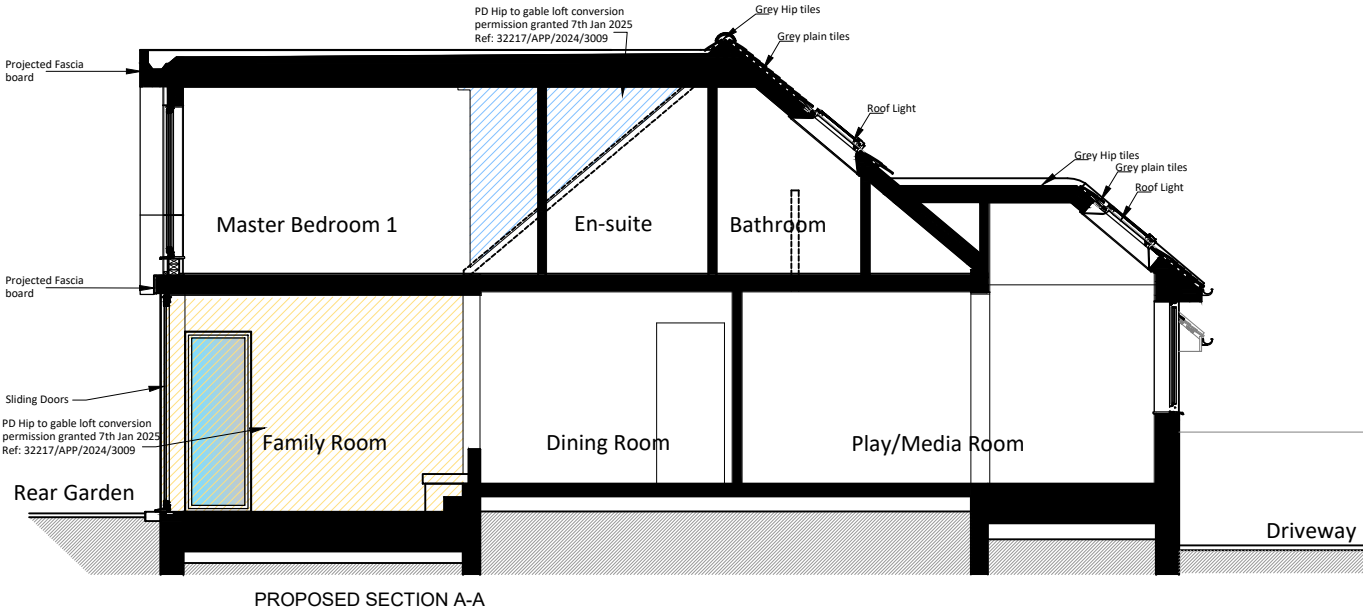 PD Hip to gable loft conversion
permission granted 7th Jan 2025
Ref: 32217/APP/2024/3009
Grey Hip tiles
Grey plain tiles
Projected Fascia
board
Roof Light
Grey Hip tiles
Grey plain tiles
Roof Light
Master Bedroom 1
En-suite
Bathroom
Projected Fascia
board
Sliding Doors
PD Hip to gable loft conversion
permission granted 7th Jan 2025
Ref: 32217/APP/2024/3009
Family Room
Dining Room
Play/Media Room
Rear Garden
Driveway
PROPOSED SECTION A-A